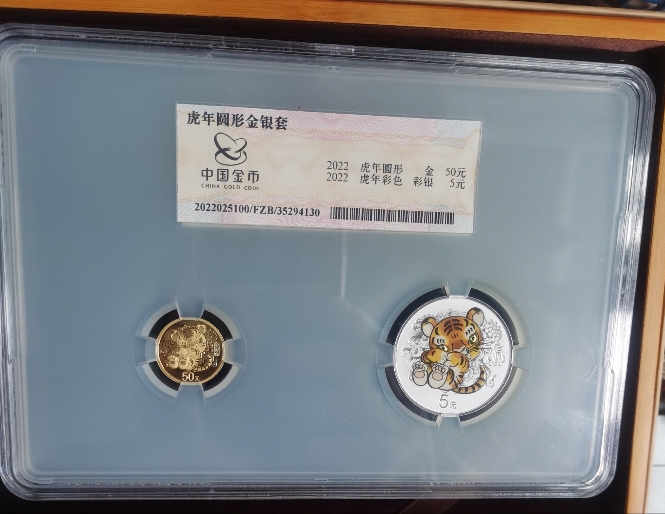 虎年圆形金银套
中国金币
CHINA GOLD COIN
2022 虎年圆形 金 50元
2022 虎年彩色 彩银 5元
2022025100/FZB/35294130
50元
5元